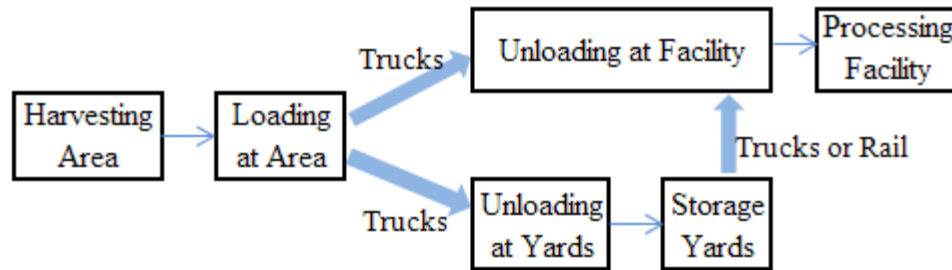 Harvesting
Area
Loading
at Area
Trucks
Unloading at Facility
Processing
Facility
Trucks
Unloading
at Yards
Storage
Yards
Trucks or Rail